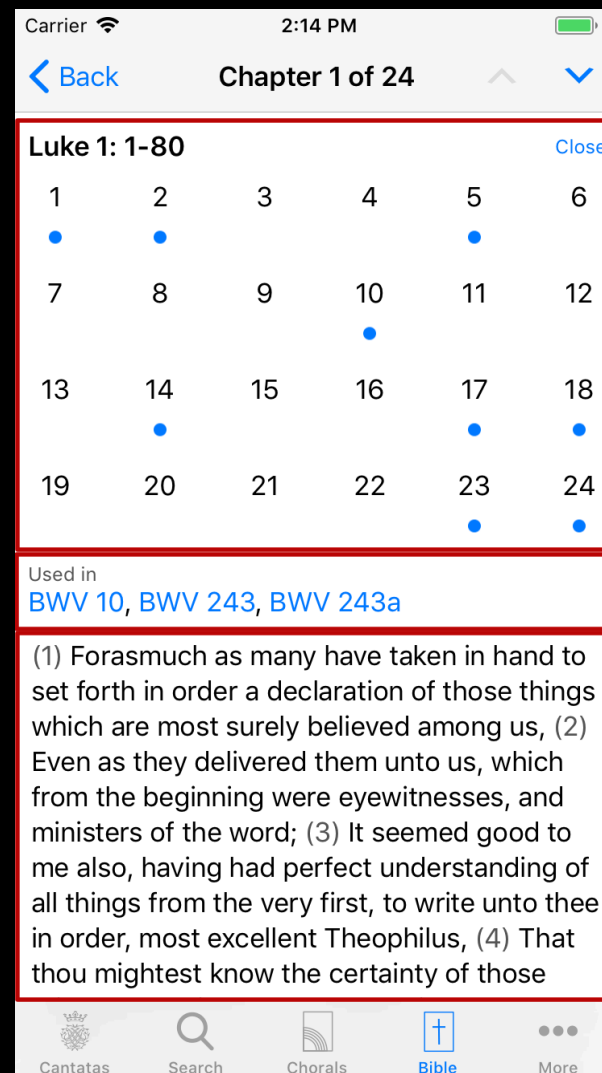 Carrier 2:14 PM
Back Chapter 1 of 24
Luke 1: 1-80 Close
1 2 3 4 5 6
7 8 9 10 11 12
13 14 15 16 17 18
19 20 21 22 23 24
Used in
BWV 10, BWV 243, BWV 243a
(1) Forasmuch as many have taken in hand to
set forth in order a declaration of those things
which are most surely believed among us, (2)
Even as they delivered them unto us, which
from the beginning were eyewitnesses, and
ministers of the word; (3) It seemed good to
me also, having had perfect understanding of
all things from the very first, to write unto thee
in order, most excellent Theophilus, (4) That
thou mightest know the certainty of those
Cantatas Search Chorals Bible More